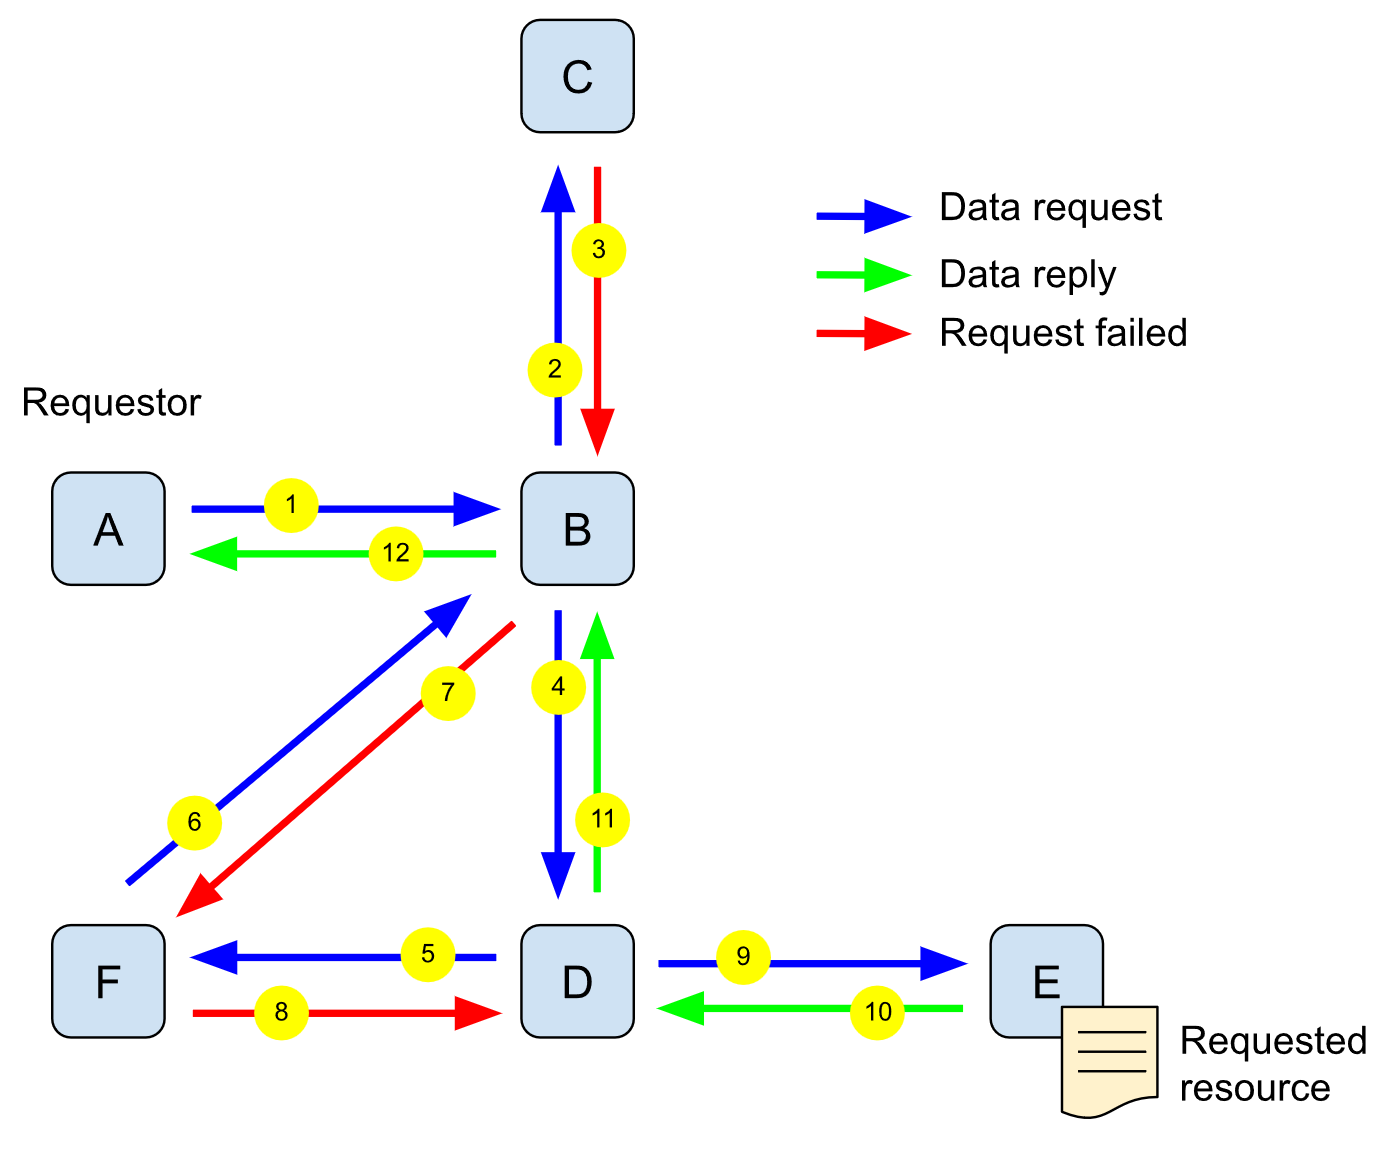 C
Data request
3
Data reply
Request failed
2
Requestor
1
A
B
12
4
7
6
11
5
9
F
D
E
8
10
Requested
resource